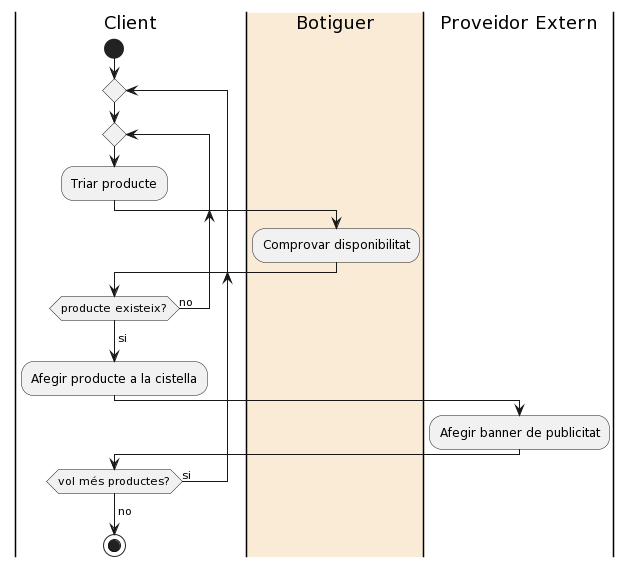 Client
Botiguer
Proveidor Extern
Triar producte
Comprovar disponibilitat
producte existeix?
no
si
Afegir producte a la cistella
Afegir banner de publicitat
vol més productes?
si
no